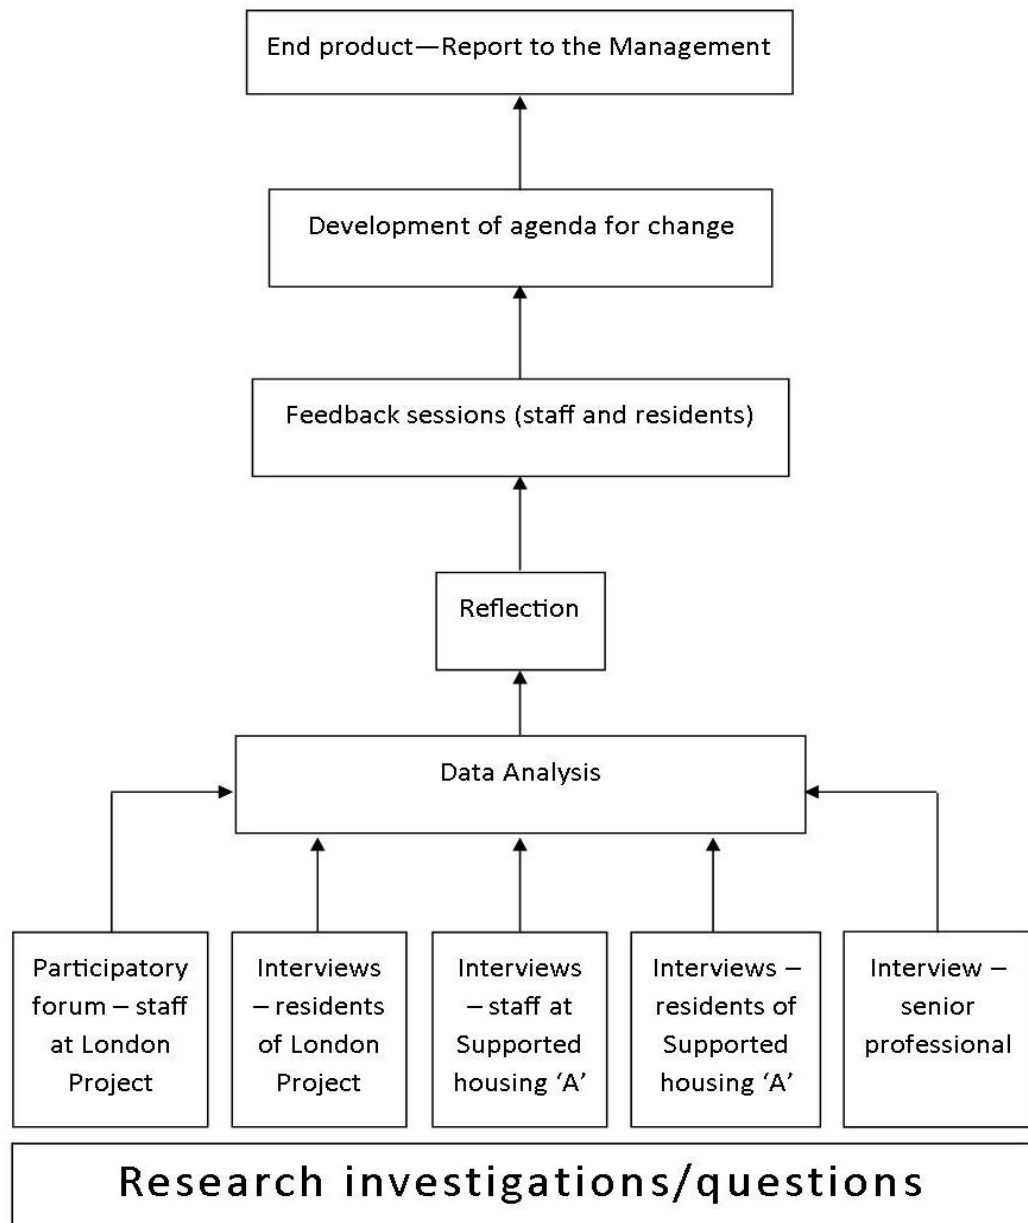 End product—Report to the Management
Development of agenda for change
Feedback sessions (staff and residents)
Reflection
Data Analysis
Participatory
forum – staff
at London
Project
Interviews
– residents
of London
Project
Interviews
– staff at
Supported
housing ‘A’
Interviews –
residents of
Supported
housing ‘A’
Interview –
senior
professional
Research investigations/questions